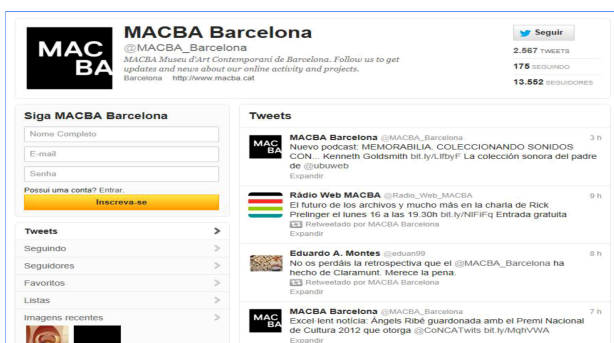 MAC
BA
MACBA Barcelona
@MACBA_Barcelona
MACBA Museu d'Art Contemporani de Barcelona. Follow us to get
updates and news about our online activity and projects.
Barcelona http://www.macba.cat
Seguir
2.567 TWEETS
175 SEGUINDO
13.552 SEGUIDORES
Siga MACBA Barcelona
Nome Completo
E-mail
Senha
Possui uma conta? Entrar.
Inscreva-se
Tweets
Seguindo
Seguidores
Favoritos
Listas
Imagens recentes
Tweets
MAC
BA
MACBA Barcelona @MACBA_Barcelona 3 h
Nuevo podcast: MEMORABILIA. COLECCIONANDO SONIDOS
CON... Kenneth Goldsmith bit.ly/LlfbyF La colección sonora del padre
de @ubuweb
Expandir
Ràdio Web MACBA @Radio_Web_MACBA 9 h
El futuro de los archivos y mucho más en la charla de Rick
Prelinger el lunes 16 a las 19.30h bit.ly/NIFiFq Entrada gratuita
Retweetado por MACBA Barcelona
Expandir
Eduardo A. Montes @eduan99 8 h
No os perdáis la retrospectiva que el @MACBA_Barcelona ha
hecho de Claramunt. Merece la pena.
Retweetado por MACBA Barcelona
Expandir
MAC
BA
MACBA Barcelona @MACBA_Barcelona 7 h
Excel·lent notícia: Àngels Ribé guardonada amb el Premi Nacional
de Cultura 2012 que otorga @CoNCATwits bit.ly/MqhVWA
Expandir